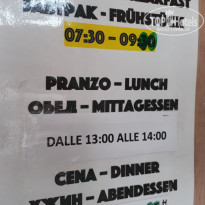 ЗАВТРАК - FRÜHSTÜCK
07:30 - 09:30
PRANZO - LUNCH
ОБЕД - MITTAGESSEN
DALLE 13:00 ALLE 14:00
CENA - DINNER
УЖИН - ABENDESSEN